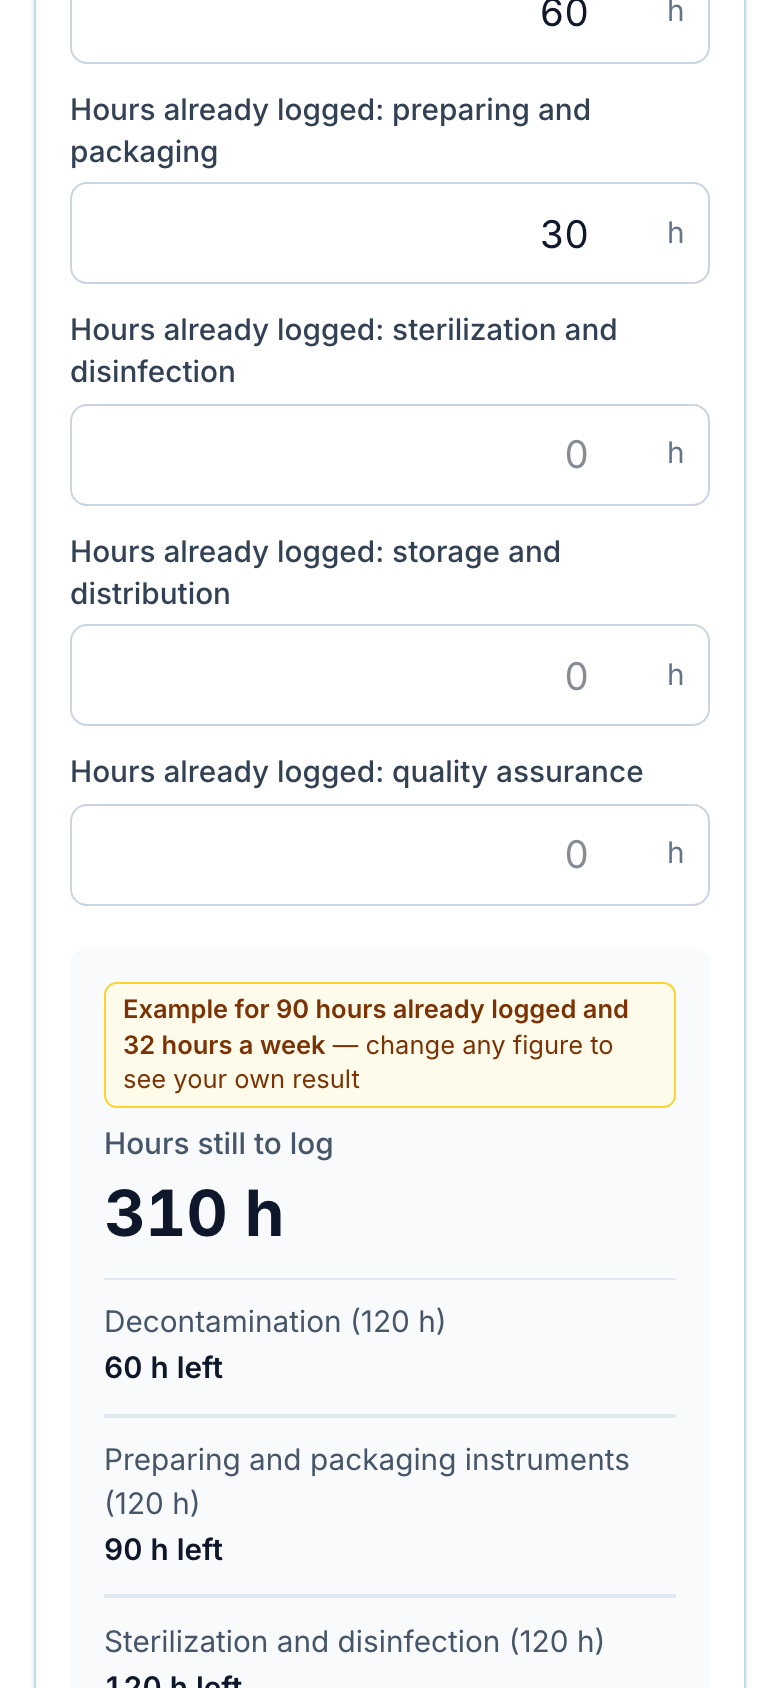 60 h
Hours already logged: preparing and
packaging
30 h
Hours already logged: sterilization and
disinfection
0 h
Hours already logged: storage and
distribution
0 h
Hours already logged: quality assurance
0 h
Example for 90 hours already logged and
32 hours a week — change any figure to
see your own result
Hours still to log
310 h
Decontamination (120 h)
60 h left
Preparing and packaging instruments
(120 h)
90 h left
Sterilization and disinfection (120 h)
120 h left